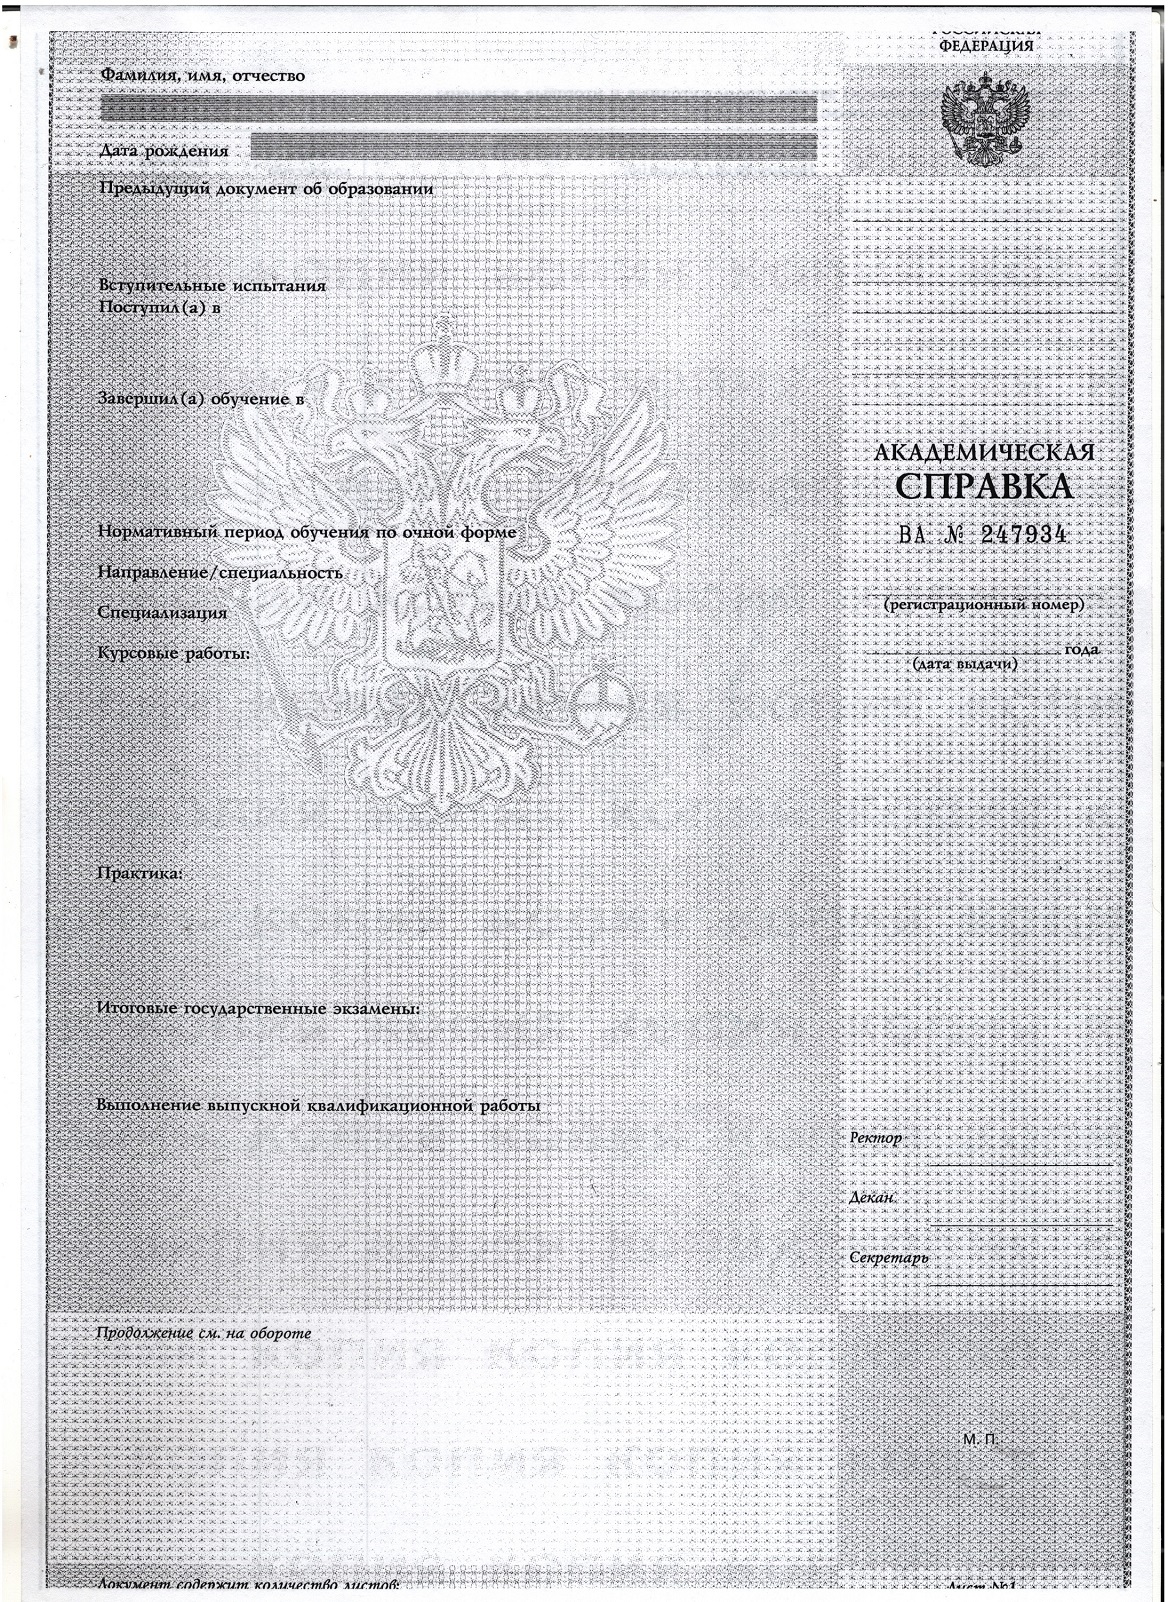 РОССИЙСКАЯ
ФЕДЕРАЦИЯ
Фамилия, имя, отчество
Дата рождения
Предыдущий документ об образовании
Вступительные испытания
Поступил(а) в
Завершил(а) обучение в
Нормативный период обучения по очной форме
Направление/специальность
Специализация
Курсовые работы:
Практика:
Итоговые государственные экзамены:
Выполнение выпускной квалификационной работы
Продолжение см. на обороте
Документ содержит количество листов:
АКАДЕМИЧЕСКАЯ
СПРАВКА
ВА № 247934
(регистрационный номер)
года
(дата выдачи)
Ректор
Декан
Секретарь
М. П.
Лист №1